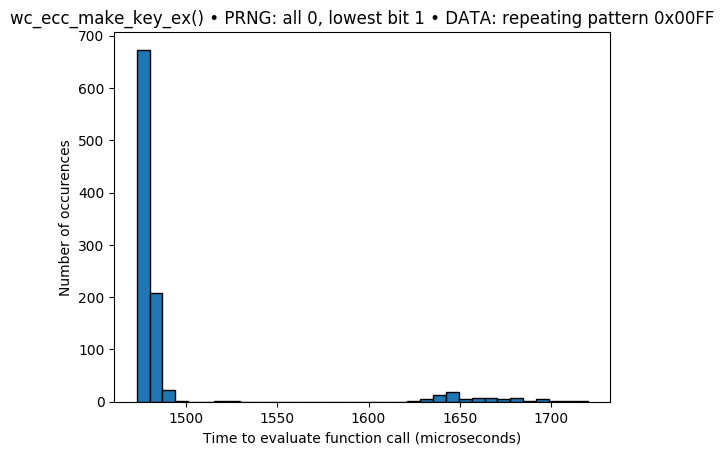 wc_ecc_make_key_ex() • PRNG: all 0, lowest bit 1 • DATA: repeating pattern 0x00FF
700
600
500
400
300
200
100
0
Number of occurences
1500 1550 1600 1650 1700
Time to evaluate function call (microseconds)